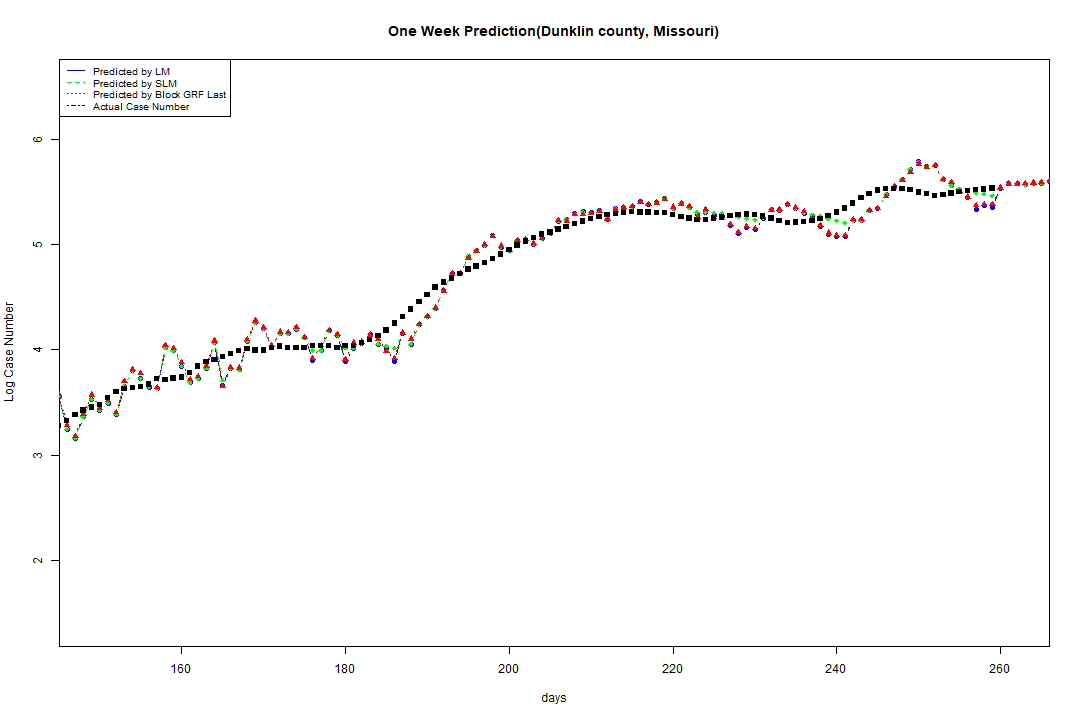 One Week Prediction(Dunklin county, Missouri)
Predicted by LM
Predicted by SLM
Predicted by Block GRF Last
Actual Case Number
6
5
4
3
2
Log Case Number
160 180 200 220 240 260
days